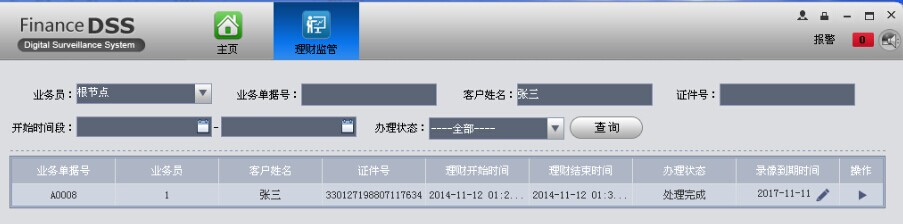 Finance DSS
Digital Surveillance System
主页
理财监管
报警 0
业务员： 根节点 业务单据号： 客户姓名： 张三 证件号：
开始时间段： - 办理状态： ----全部---- 查询
业务单据号 业务员 客户姓名 证件号 理财开始时间 理财结束时间 办理状态 录像到期时间 操作
A0008 1 张三 330127198807117634 2014-11-12 01:2... 2014-11-12 01:3... 处理完成 2017-11-11